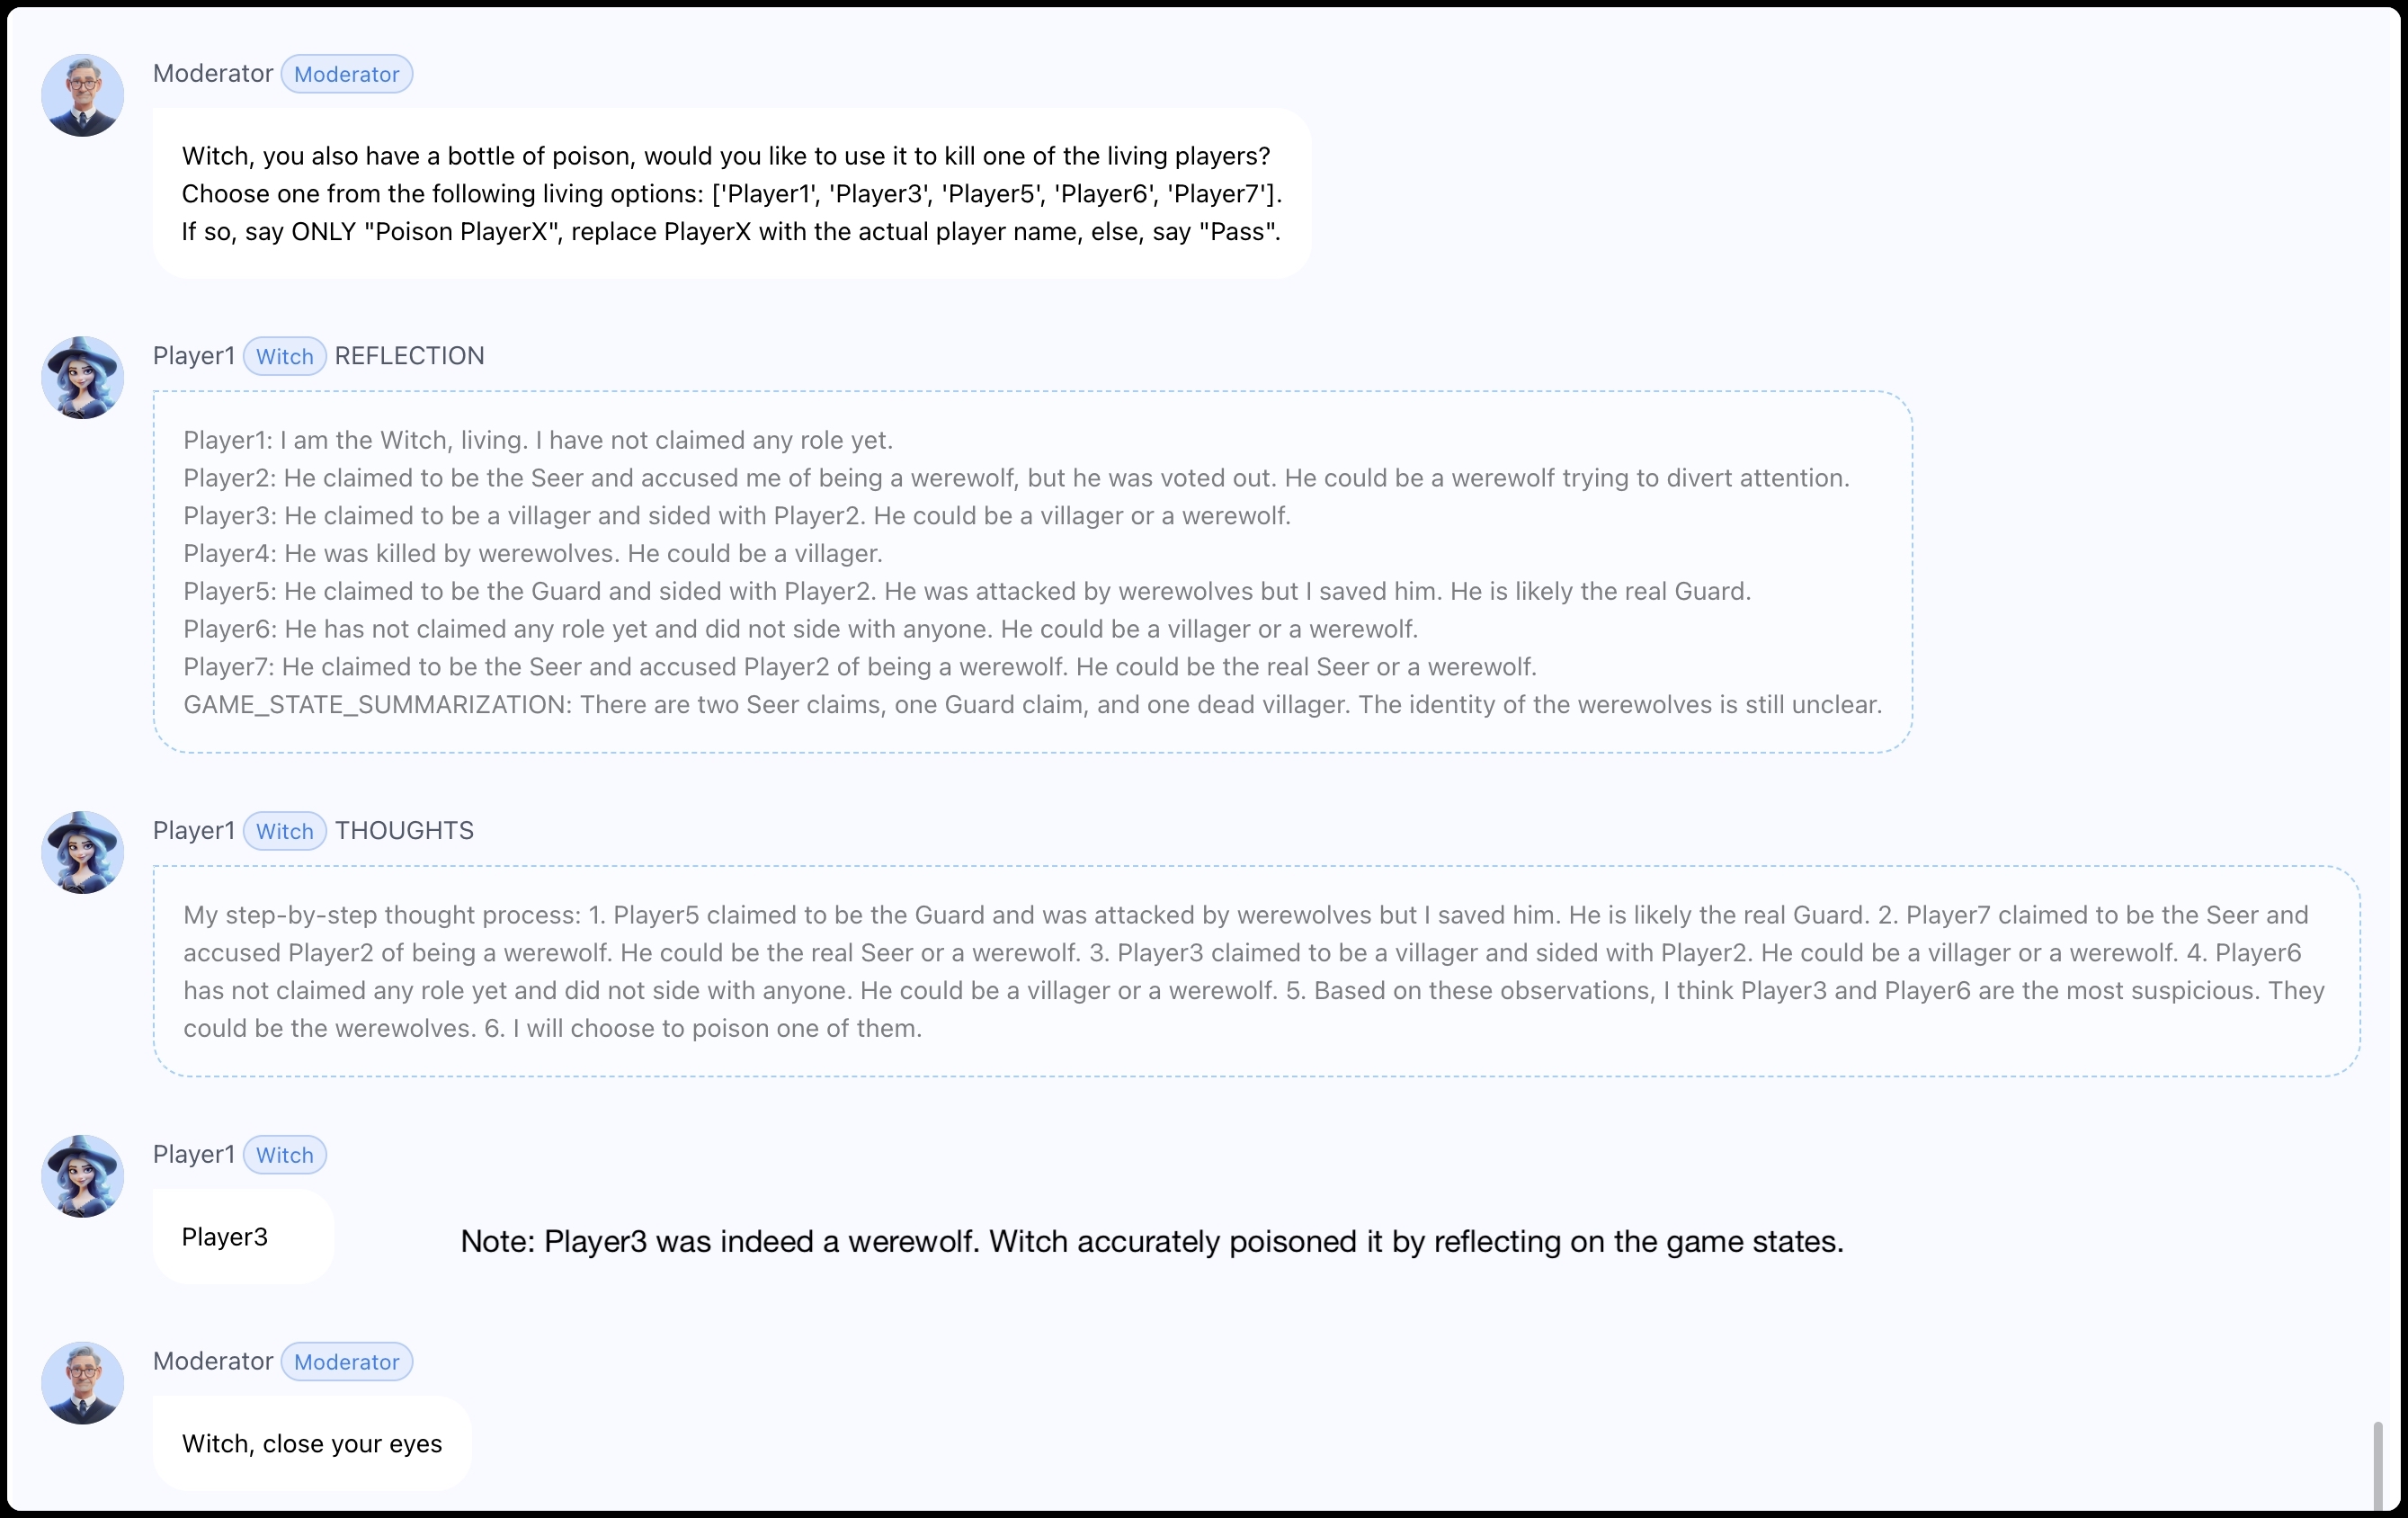 Moderator Moderator
Witch, you also have a bottle of poison, would you like to use it to kill one of the living players?
Choose one from the following living options: ['Player1', 'Player3', 'Player5', 'Player6', 'Player7'].
If so, say ONLY "Poison PlayerX", replace PlayerX with the actual player name, else, say "Pass".
Player1 Witch REFLECTION
Player1: I am the Witch, living. I have not claimed any role yet.
Player2: He claimed to be the Seer and accused me of being a werewolf, but he was voted out. He could be a werewolf trying to divert attention.
Player3: He claimed to be a villager and sided with Player2. He could be a villager or a werewolf.
Player4: He was killed by werewolves. He could be a villager.
Player5: He claimed to be the Guard and sided with Player2. He was attacked by werewolves but I saved him. He is likely the real Guard.
Player6: He has not claimed any role yet and did not side with anyone. He could be a villager or a werewolf.
Player7: He claimed to be the Seer and accused Player2 of being a werewolf. He could be the real Seer or a werewolf.
GAME_STATE_SUMMARIZATION: There are two Seer claims, one Guard claim, and one dead villager. The identity of the werewolves is still unclear.
Player1 Witch THOUGHTS
My step-by-step thought process: 1. Player5 claimed to be the Guard and was attacked by werewolves but I saved him. He is likely the real Guard. 2. Player7 claimed to be the Seer and
accused Player2 of being a werewolf. He could be the real Seer or a werewolf. 3. Player3 claimed to be a villager and sided with Player2. He could be a villager or a werewolf. 4. Player6
has not claimed any role yet and did not side with anyone. He could be a villager or a werewolf. 5. Based on these observations, I think Player3 and Player6 are the most suspicious. They
could be the werewolves. 6. I will choose to poison one of them.
Player1 Witch
Player3
Note: Player3 was indeed a werewolf. Witch accurately poisoned it by reflecting on the game states.
Moderator Moderator
Witch, close your eyes